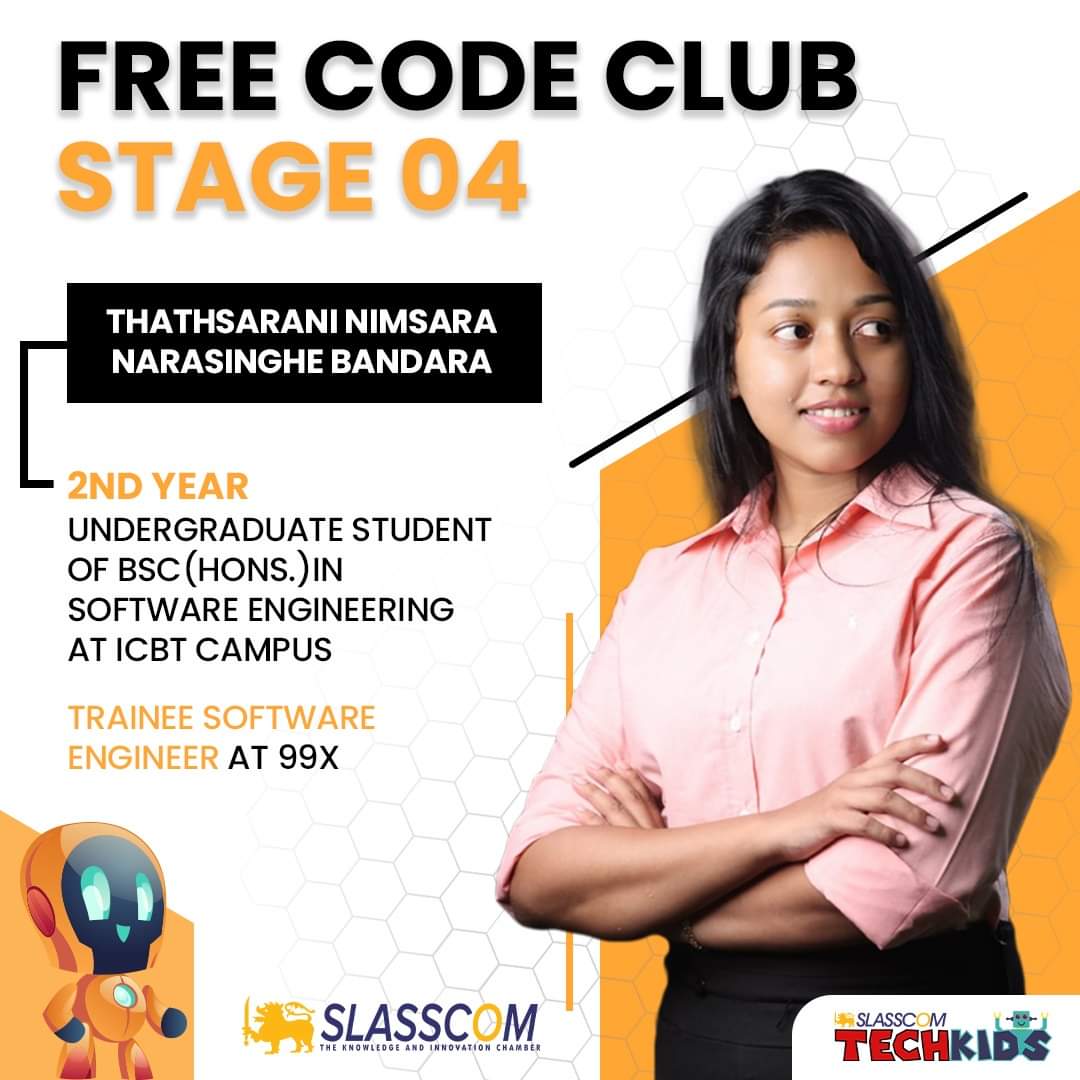 FREE CODE CLUB
STAGE 04
THATHSARANI NIMSARA
NARASINGHE BANDARA
2ND YEAR
UNDERGRADUATE STUDENT
OF BSC(HONS.)IN
SOFTWARE ENGINEERING
AT ICBT CAMPUS
TRAINEE SOFTWARE
ENGINEER AT 99X
SLASSCOM
THE KNOWLEDGE AND INNOVATION CHAMBER
SLASSCOM
TECHKIDS